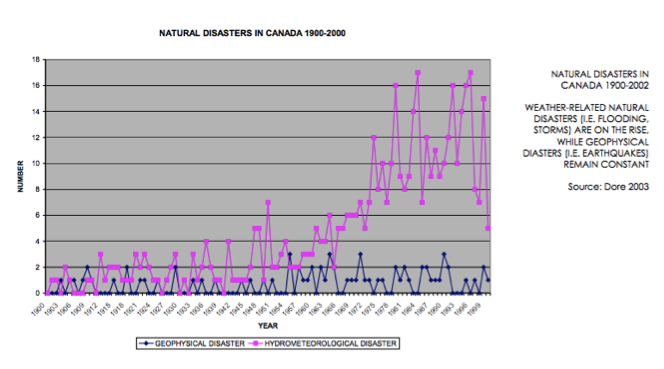 NATURAL DISASTERS IN CANADA 1900-2000
18
16
14
12
10
8
6
4
2
0
NUMBER
1900 1903 1906 1909 1912 1915 1918 1921 1924 1927 1930 1933 1936 1939 1942 1945 1948 1951 1954 1957 1960 1963 1966 1969 1972 1975 1978 1981 1984 1987 1990 1993 1996 1999
YEAR
GEOPHYSICAL DISASTER HYDROMETEOROLOGICAL DISASTER
NATURAL DISASTERS IN
CANADA 1900-2002
WEATHER-RELATED NATURAL
DISASTERS (I.E. FLOODING,
STORMS) ARE ON THE RISE,
WHILE GEOPHYSICAL
DIASTERS (I.E. EARTHQUAKES)
REMAIN CONSTANT
Source: Dore 2003